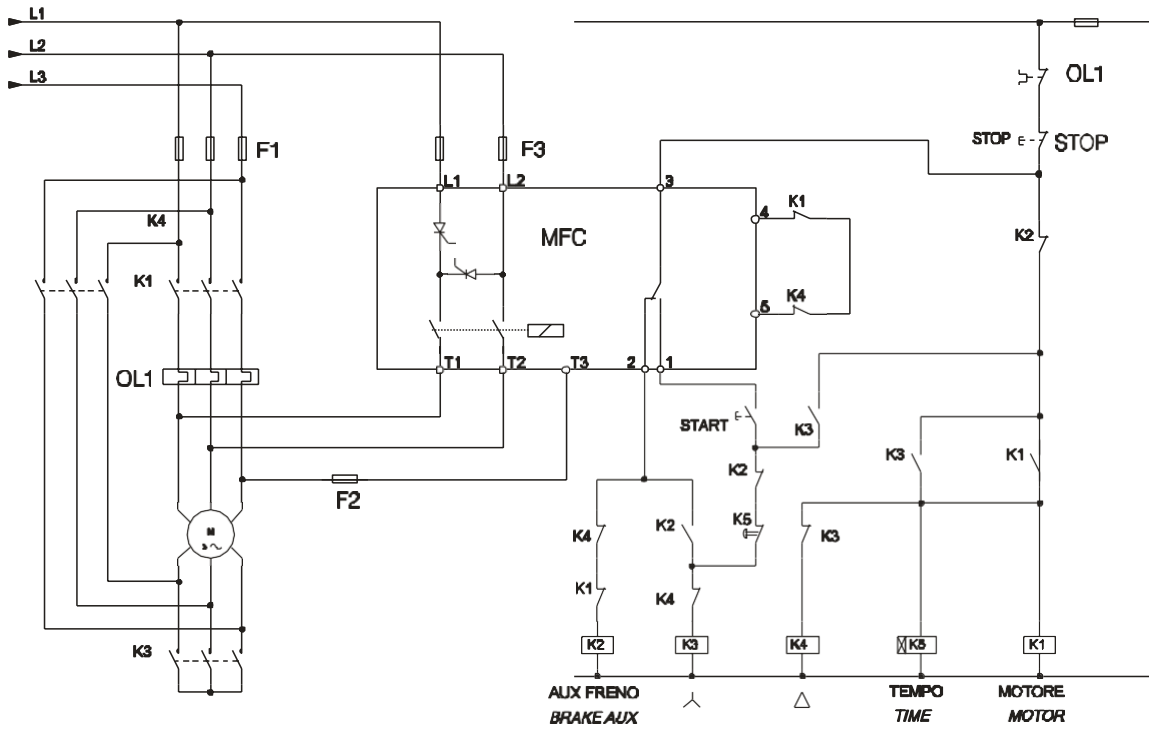 L1
L2
L3
F1
F3
OL1
STOP
STOP
L1
L2
3
K4
MFC
4
K1
K2
K1
5
K4
OL1
T1
T2
T3
2
1
START
K3
K3
K1
F2
K2
M
3
K4
K2
K5
K3
K1
K4
K3
K2
K3
K4
K5
K1
AUX FRENO
BRAKE AUX
TEMPO
TIME
MOTORE
MOTOR